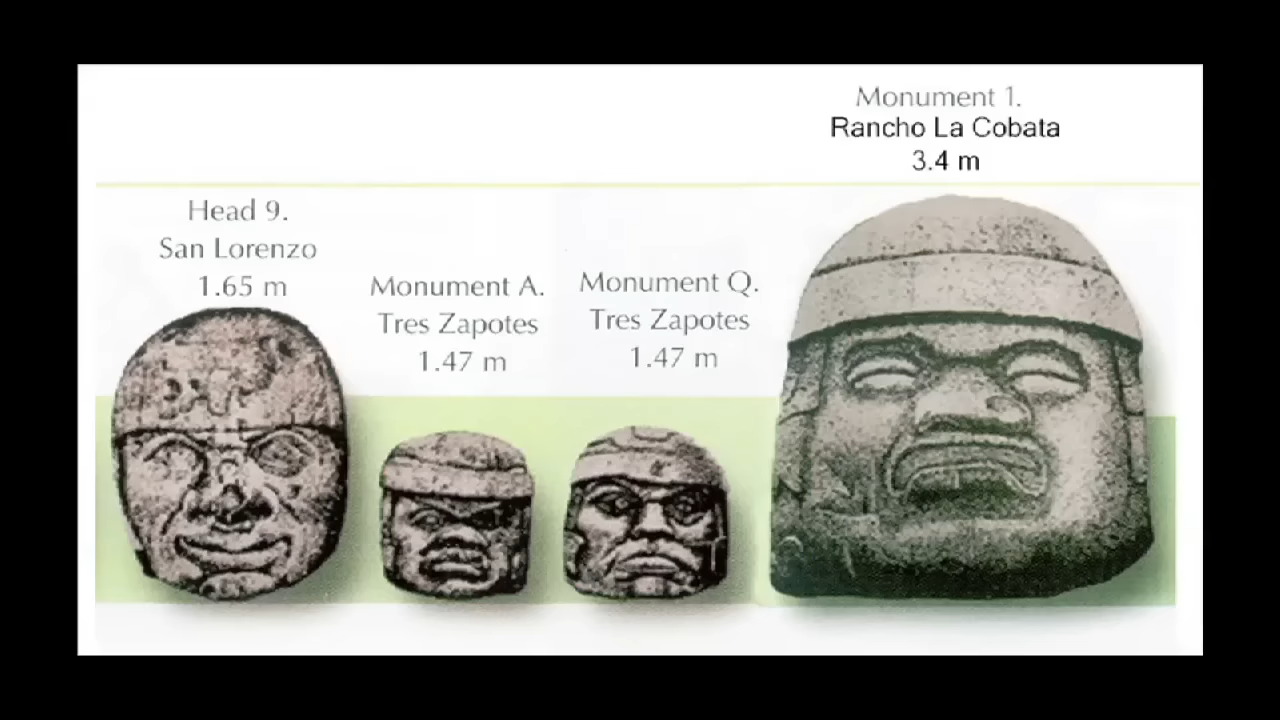 Monument 1.
Rancho La Cobata
3.4 m
Head 9.
San Lorenzo
1.65 m
Monument A.
Tres Zapotes
1.47 m
Monument Q.
Tres Zapotes
1.47 m